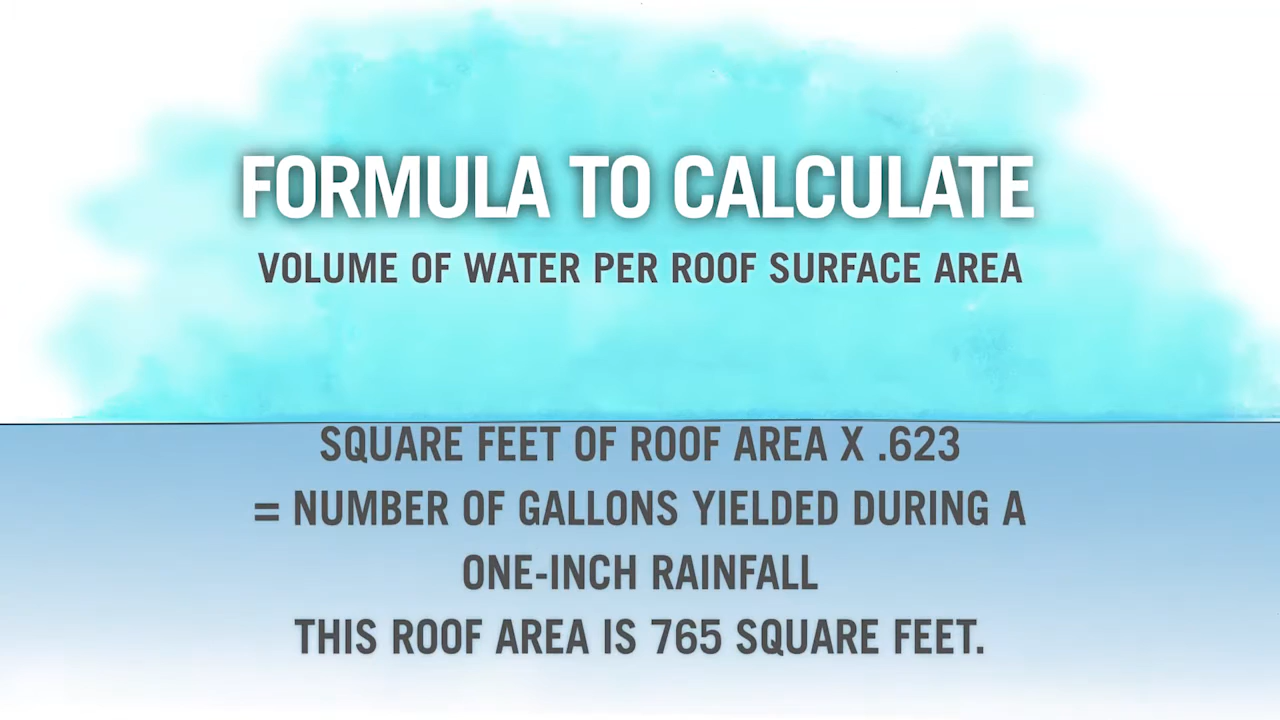 FORMULA TO CALCULATE
VOLUME OF WATER PER ROOF SURFACE AREA
SQUARE FEET OF ROOF AREA X .623
= NUMBER OF GALLONS YIELDED DURING A
ONE-INCH RAINFALL
THIS ROOF AREA IS 765 SQUARE FEET.